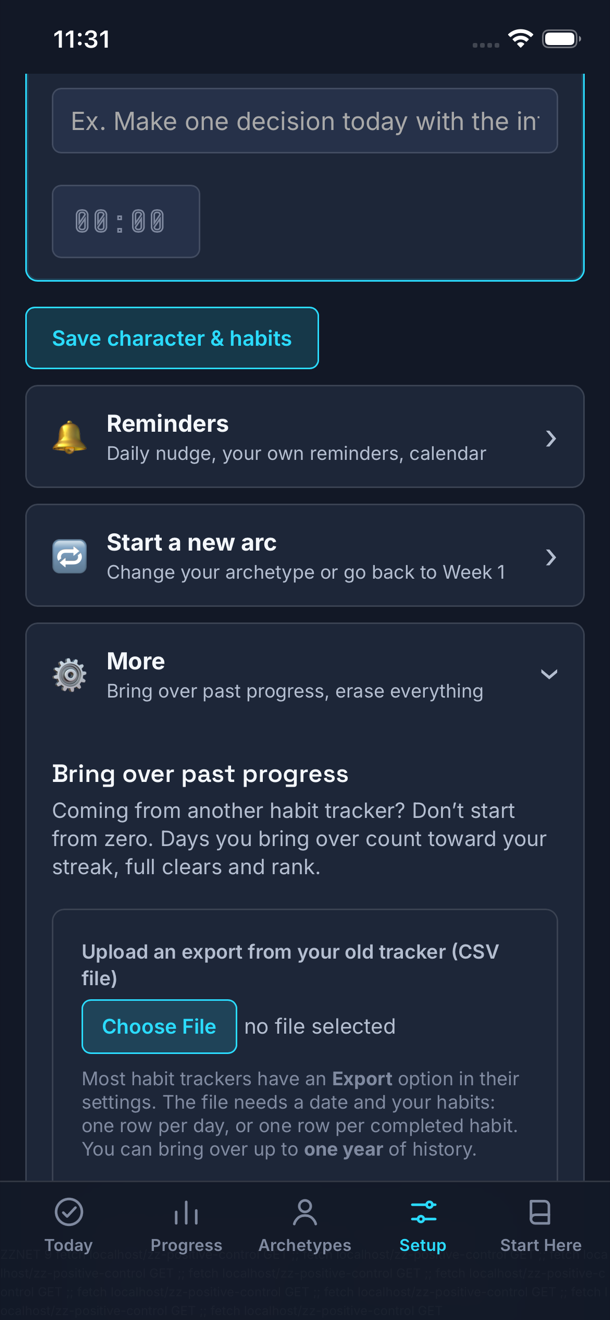 11:31
Ex. Make one decision today with the in
00:00
Save character & habits
Reminders
Daily nudge, your own reminders, calendar
Start a new arc
Change your archetype or go back to Week 1
More
Bring over past progress, erase everything
Bring over past progress
Coming from another habit tracker? Don’t start
from zero. Days you bring over count toward your
streak, full clears and rank.
Upload an export from your old tracker (CSV
file)
Choose File no file selected
Most habit trackers have an Export option in their
settings. The file needs a date and your habits:
one row per day, or one row per completed habit.
You can bring over up to one year of history.
Today Progress Archetypes Setup Start Here